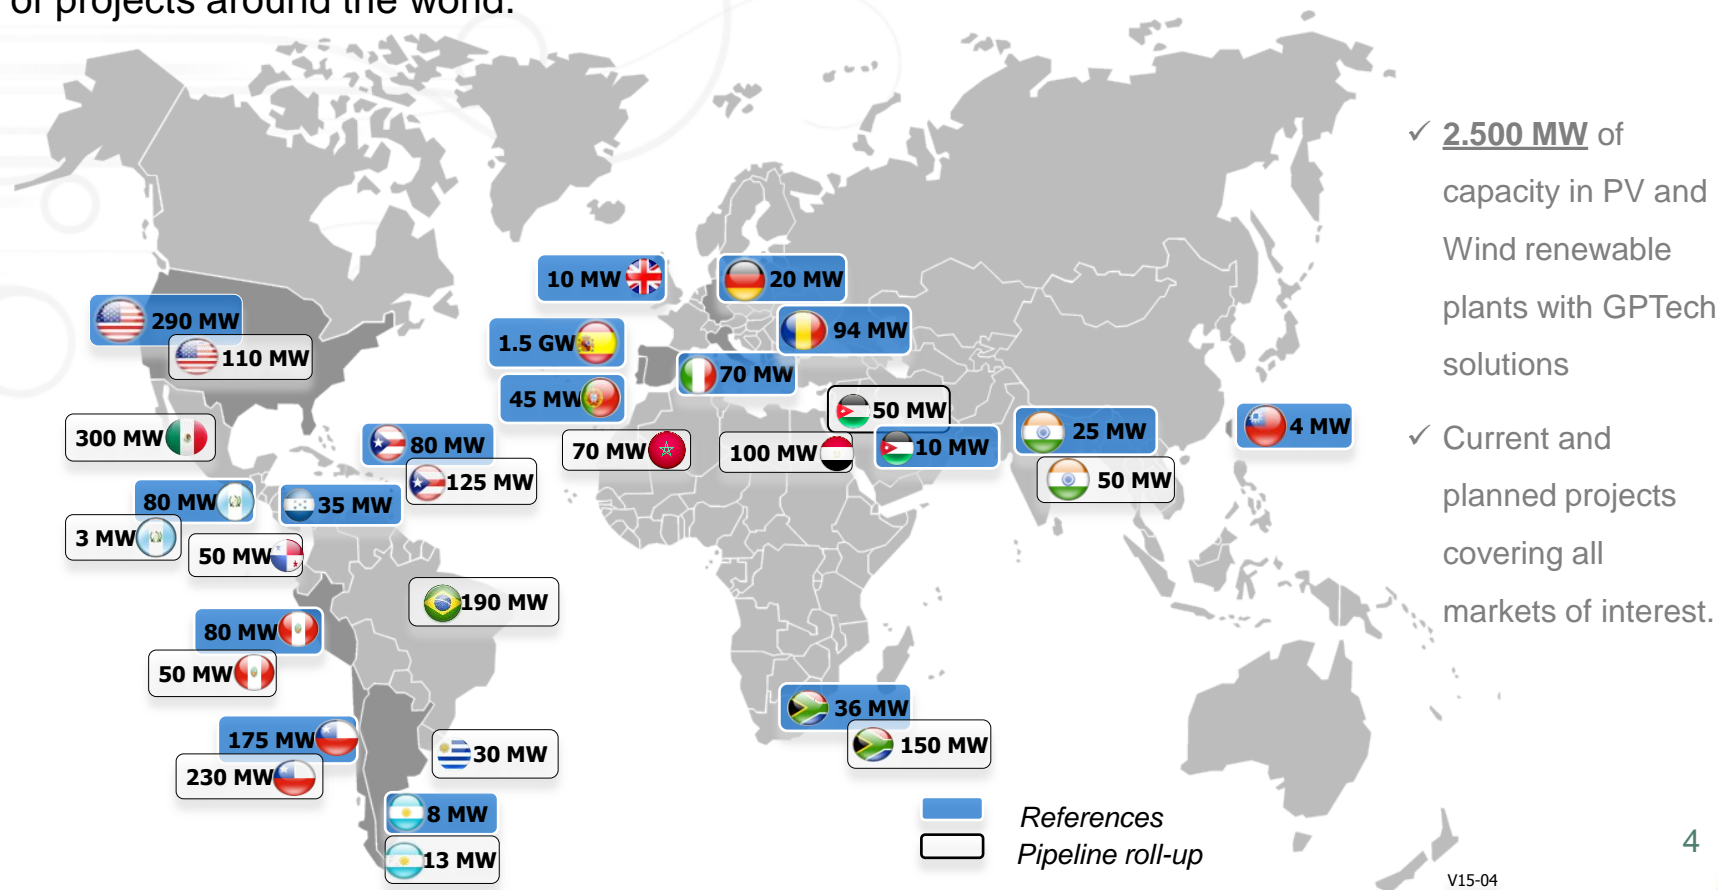 of projects around the world.
10 MW
20 MW
290 MW
94 MW
1.5 GW
110 MW
70 MW
45 MW
50 MW
300 MW
80 MW
70 MW
100 MW
10 MW
25 MW
4 MW
125 MW
50 MW
80 MW
35 MW
3 MW
50 MW
190 MW
80 MW
50 MW
36 MW
175 MW
150 MW
30 MW
230 MW
8 MW
13 MW
References
Pipeline roll-up
✓ 2.500 MW of
capacity in PV and
Wind renewable
plants with GPTech
solutions
✓ Current and
planned projects
covering all
markets of interest.
4
V15-04